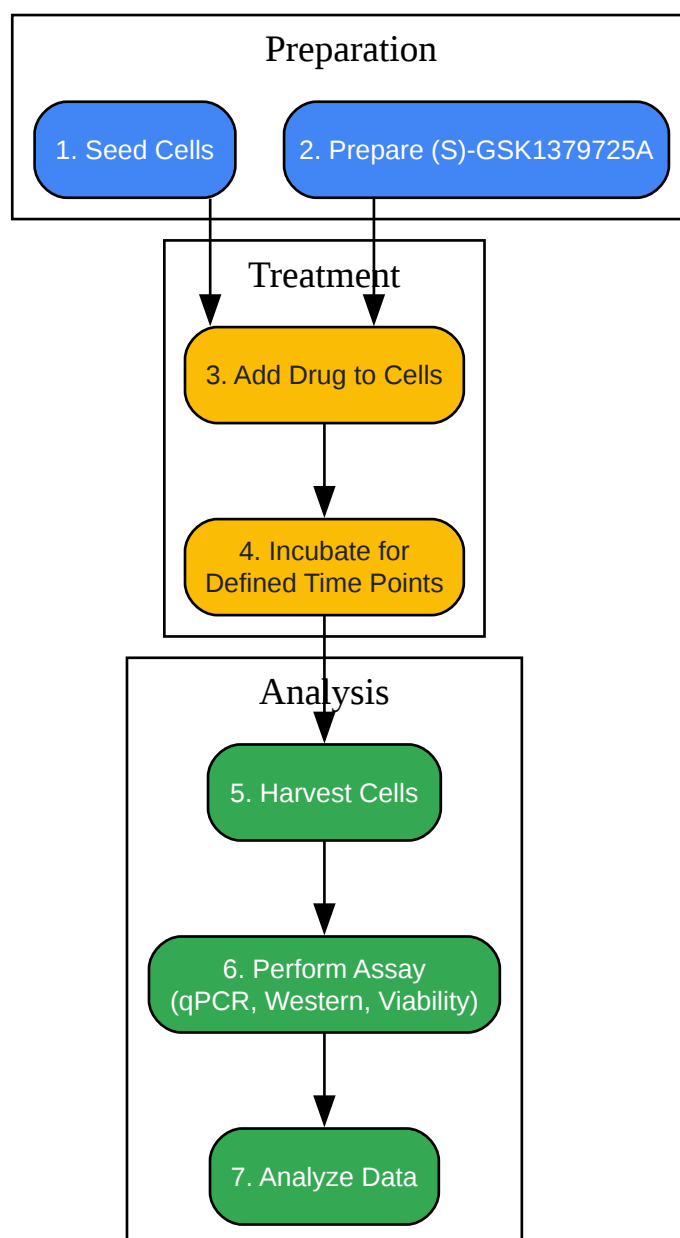 Preparation
1. Seed Cells
2. Prepare (S)-GSK1379725A
Treatment
3. Add Drug to Cells
4. Incubate for
Defined Time Points
Analysis
5. Harvest Cells
6. Perform Assay
(qPCR, Western, Viability)
7. Analyze Data